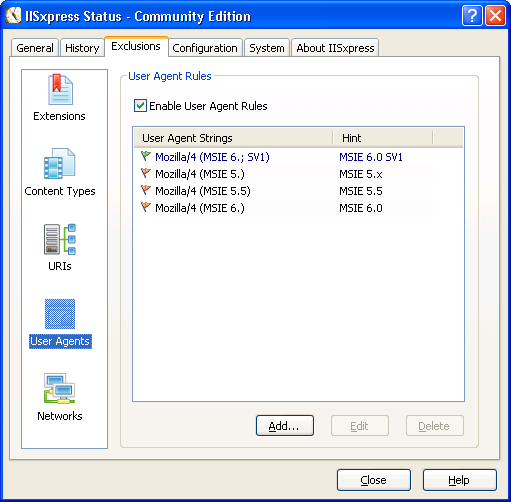 IISxpress Status - Community Edition
General History Exclusions Configuration System About IISxpress
Extensions
Content Types
URIs
User Agents
Networks
User Agent Rules
Enable User Agent Rules
User Agent Strings Hint
Mozilla/4 (MSIE 6.; SV1) MSIE 6.0 SV1
Mozilla/4 (MSIE 5.) MSIE 5.x
Mozilla/4 (MSIE 5.5) MSIE 5.5
Mozilla/4 (MSIE 6.) MSIE 6.0
Add... Edit Delete
Close Help